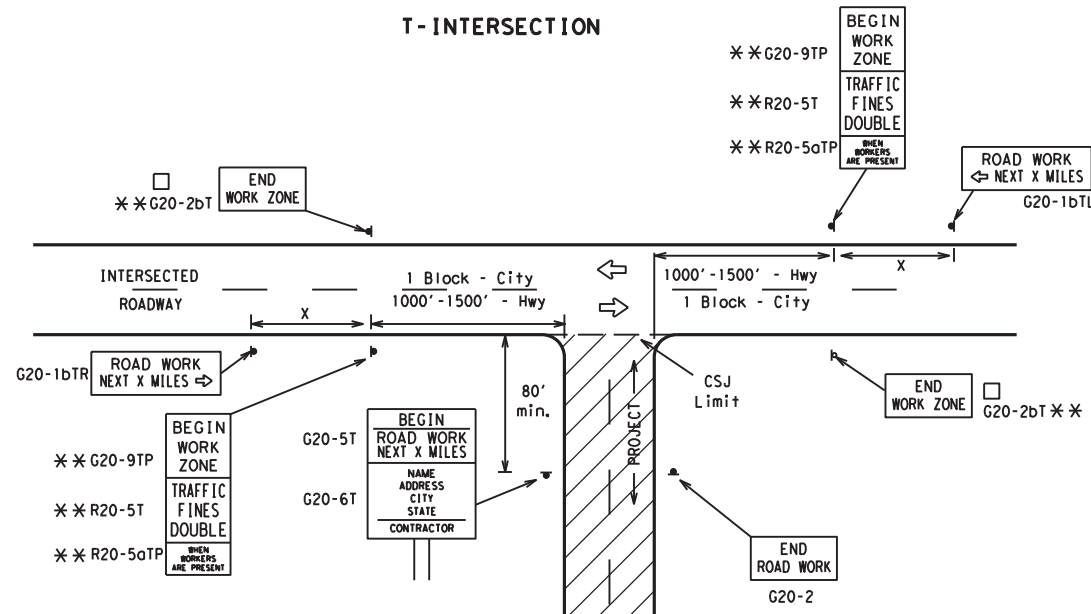 T-INTERSECTION
BEGIN
WORK
ZONE
TRAFFIC
FINES
DOUBLE
WHEN
WORKERS
ARE PRESENT
**G20-9TP
**R20-5T
**R20-5aTP
ROAD WORK
⇦ NEXT X MILES
G20-1bTL
END
WORK ZONE
□
**G20-2bT
INTERSECTED
ROADWAY
1 Block - City
1000'-1500' - Hwy
X
1000'-1500' - Hwy
1 Block - City
X
G20-1bTR
ROAD WORK
NEXT X MILES ⇨
80'
min.
CSJ
Limit
PROJECT
END
WORK ZONE
□
G20-2bT **
BEGIN
WORK
ZONE
TRAFFIC
FINES
DOUBLE
WHEN
WORKERS
ARE PRESENT
**G20-9TP
**R20-5T
**R20-5aTP
G20-5T
G20-6T
BEGIN
ROAD WORK
NEXT X MILES
NAME
ADDRESS
CITY
STATE
CONTRACTOR
END
ROAD WORK
G20-2